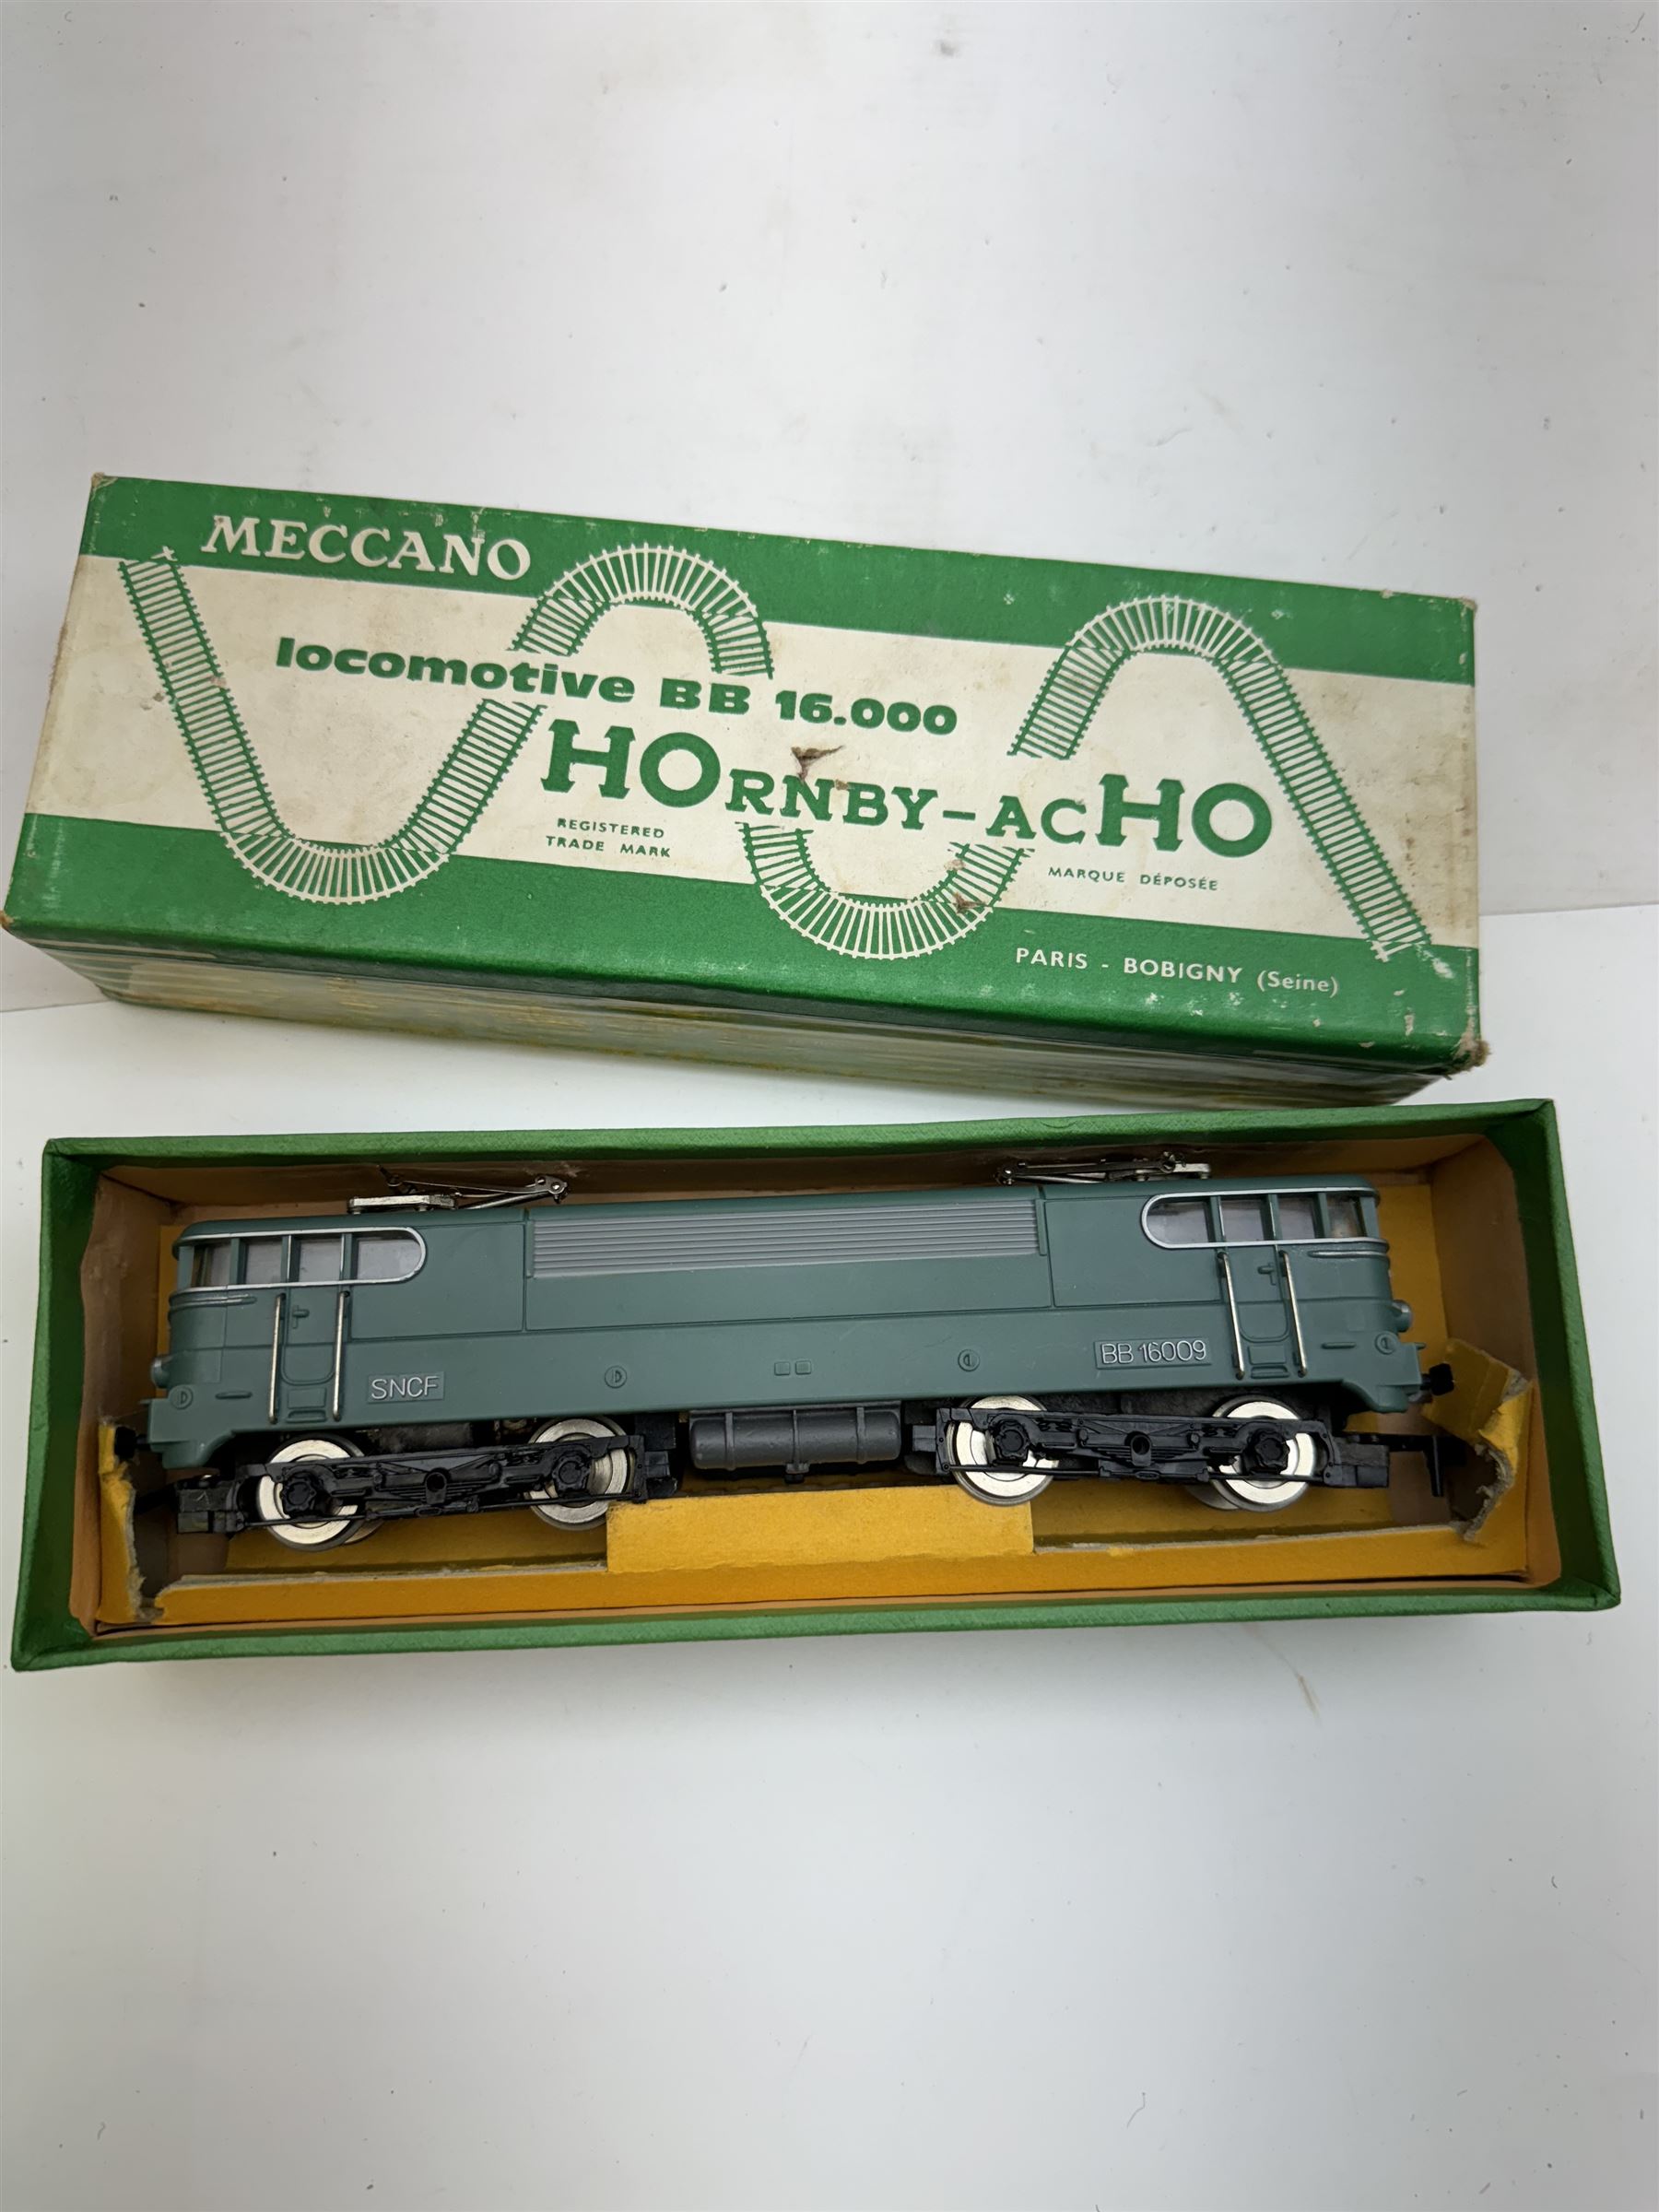 MECCANO
locomotive BB 16.000
HORNBY-ACHO
REGISTERED
TRADE MARK
MARQUE DÉPOSÉE
PARIS - BOBIGNY (Seine)
SNCF
BB 16009